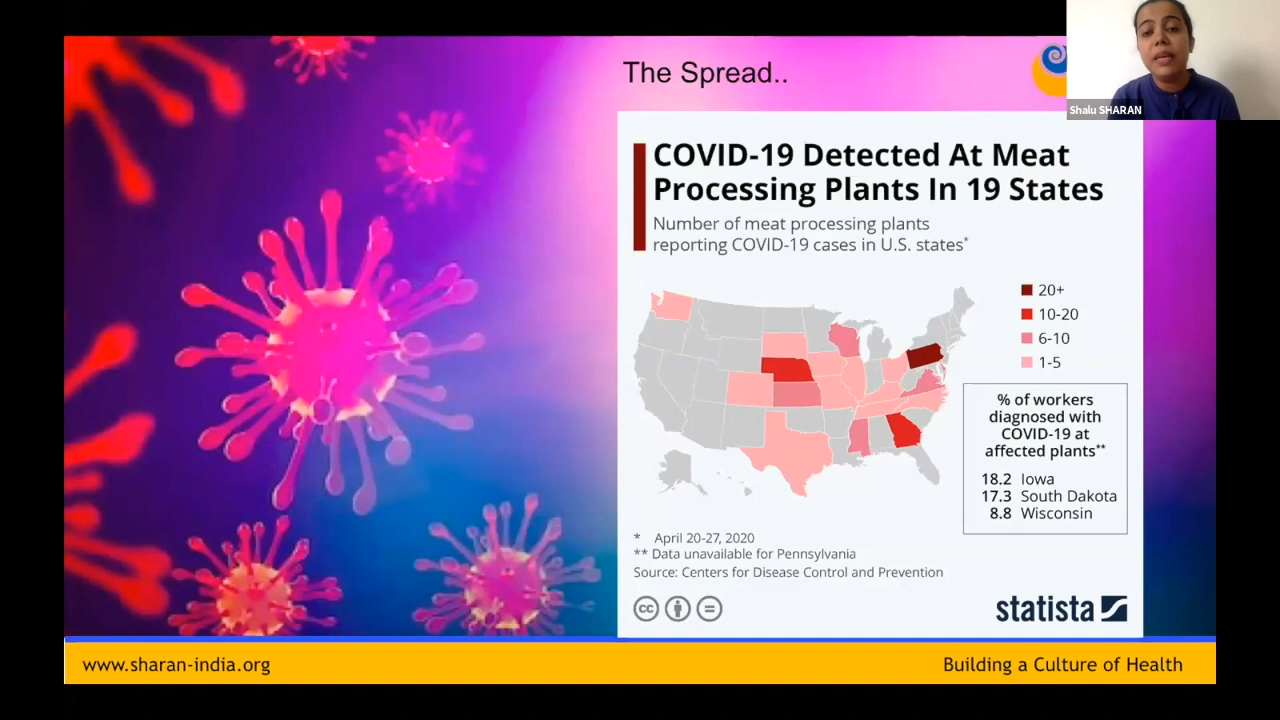 The Spread..
Shalu SHARAN
COVID-19 Detected At Meat
Processing Plants In 19 States
Number of meat processing plants
reporting COVID-19 cases in U.S. states*
20+
10-20
6-10
1-5
% of workers
diagnosed with
COVID-19 at
affected plants**
18.2 Iowa
17.3 South Dakota
8.8 Wisconsin
* April 20-27, 2020
** Data unavailable for Pennsylvania
Source: Centers for Disease Control and Prevention
cc
statista
www.sharan-india.org
Building a Culture of Health